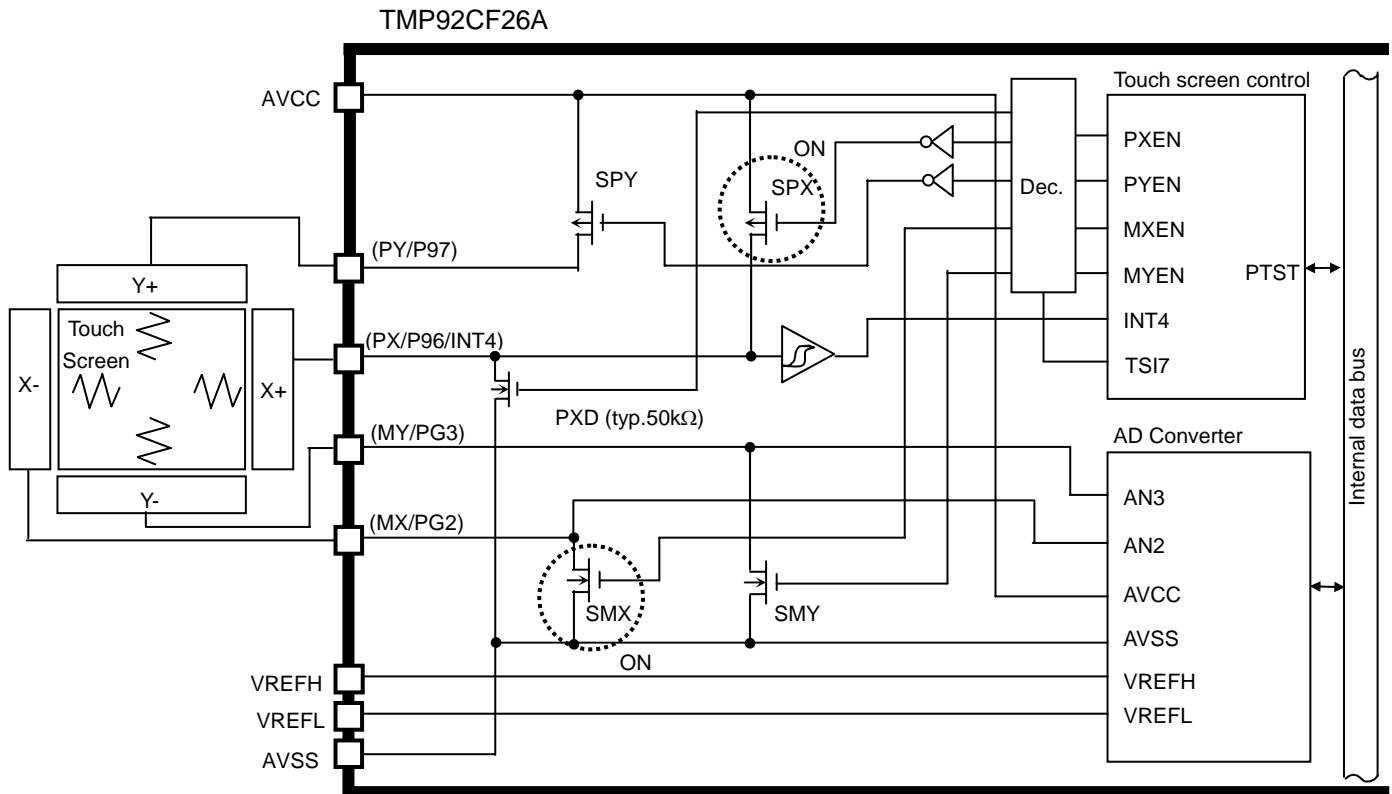 TMP92CF26A
AVCC
Touch screen control
ON
PXEN
SPY
SPX
Dec.
PYEN
(PY/P97)
MXEN
Y+
MYEN
PTST
Touch
Screen
(PX/P96/INT4)
INT4
X-
X+
TSI7
PXD (typ.50kΩ)
(MY/PG3)
AD Converter
Y-
AN3
(MX/PG2)
AN2
SMX
SMY
AVCC
AVSS
ON
VREFH
VREFH
VREFL
VREFL
AVSS
Internal data bus